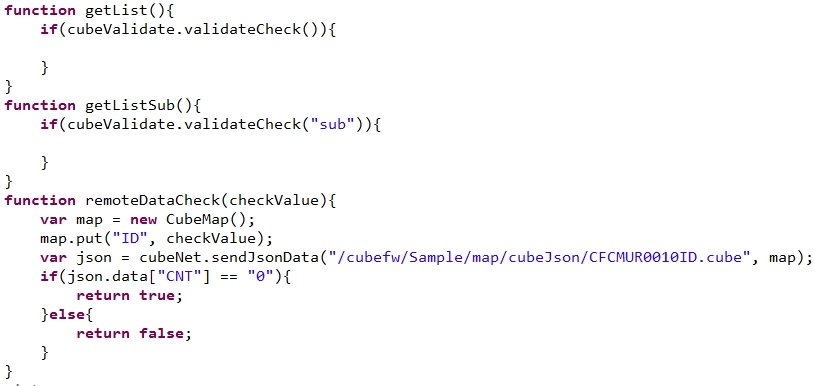 function getList(){
    if(cubeValidate.validateCheck()){
    }
}
function getListSub(){
    if(cubeValidate.validateCheck("sub")){
    }
}
function remoteDataCheck(checkValue){
    var map = new CubeMap();
    map.put("ID", checkValue);
    var json = cubeNet.sendJsonData("/cubefw/Sample/map/cubeJson/CFCMUR0010ID.cube", map);
    if(json.data["CNT"] == "0"){
        return true;
    }else{
        return false;
    }
}